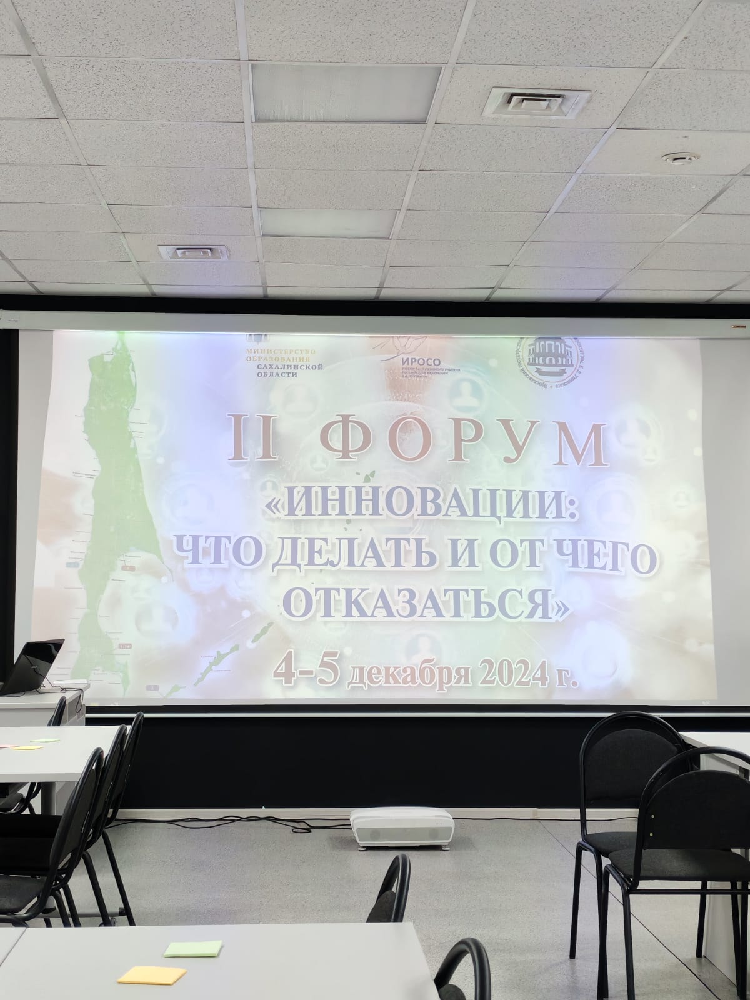 МИНИСТЕРСТВО
ОБРАЗОВАНИЯ
САХАЛИНСКОЙ
ОБЛАСТИ
ИРОСО
II ФОРУМ
«ИННОВАЦИИ:
ЧТО ДЕЛАТЬ И ОТ ЧЕГО
ОТКАЗАТЬСЯ»
4-5 декабря 2024 г.